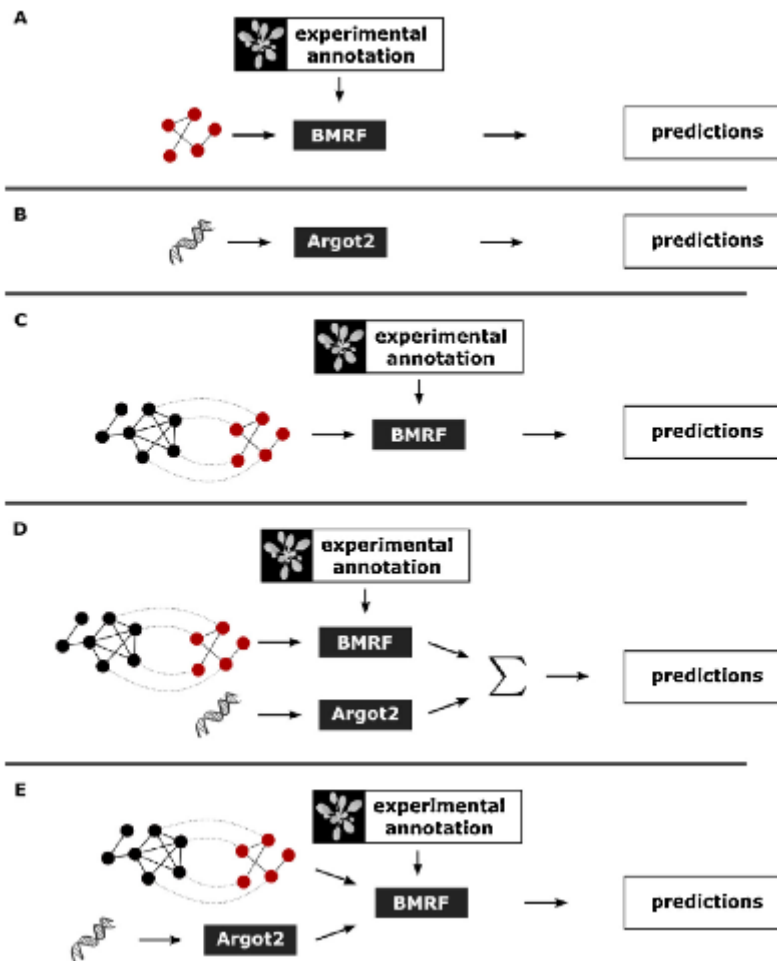 A
experimental
annotation
BMRF
predictions
B
Argot2
predictions
C
experimental
annotation
BMRF
predictions
D
experimental
annotation
BMRF
∑
predictions
Argot2
E
experimental
annotation
BMRF
predictions
Argot2